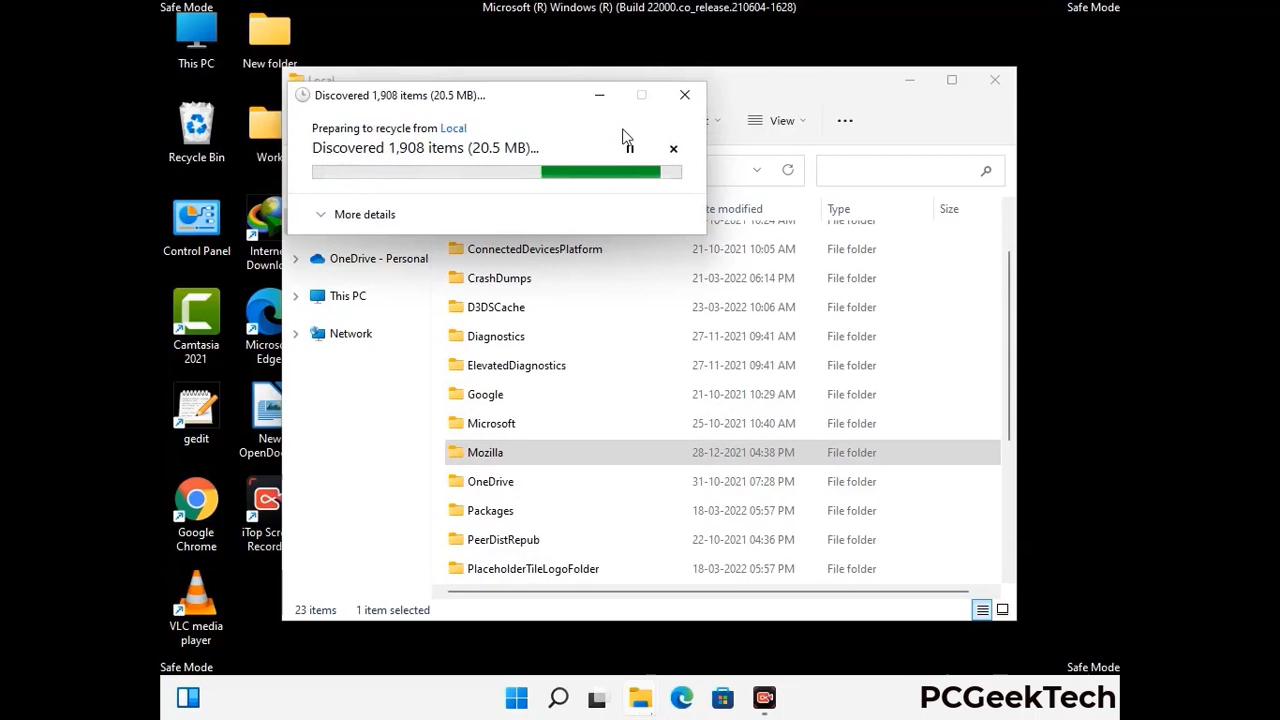 Safe Mode
Microsoft (R) Windows (R) (Build 22000.co_release.210604-1628)
Safe Mode
This PC
New folder
Recycle Bin
Work
Control Panel
Camtasia
2021
Edge
gedit
New
Google
Chrome
VLC media
player
Local
Discovered 1,908 items (20.5 MB)...
Preparing to recycle from Local
Discovered 1,908 items (20.5 MB)...
More details
View
OneDrive - Personal
This PC
Network
Type
Size
File folder
ConnectedDevicesPlatform 21-10-2021 10:05 AM File folder
CrashDumps 21-03-2022 06:14 PM File folder
D3DSCache 23-03-2022 10:06 AM File folder
Diagnostics 27-11-2021 09:41 AM File folder
ElevatedDiagnostics 27-11-2021 09:41 AM File folder
Google 21-10-2021 10:29 AM File folder
Microsoft 25-10-2021 10:40 AM File folder
Mozilla 28-12-2021 04:38 PM File folder
OneDrive 31-10-2021 07:28 PM File folder
Packages 18-03-2022 05:57 PM File folder
PeerDistRepub 22-10-2021 04:36 PM File folder
PlaceholderTileLogoFolder 18-03-2022 05:57 PM File folder
23 items
1 item selected
Safe Mode
Safe Mode
PCGeekTech